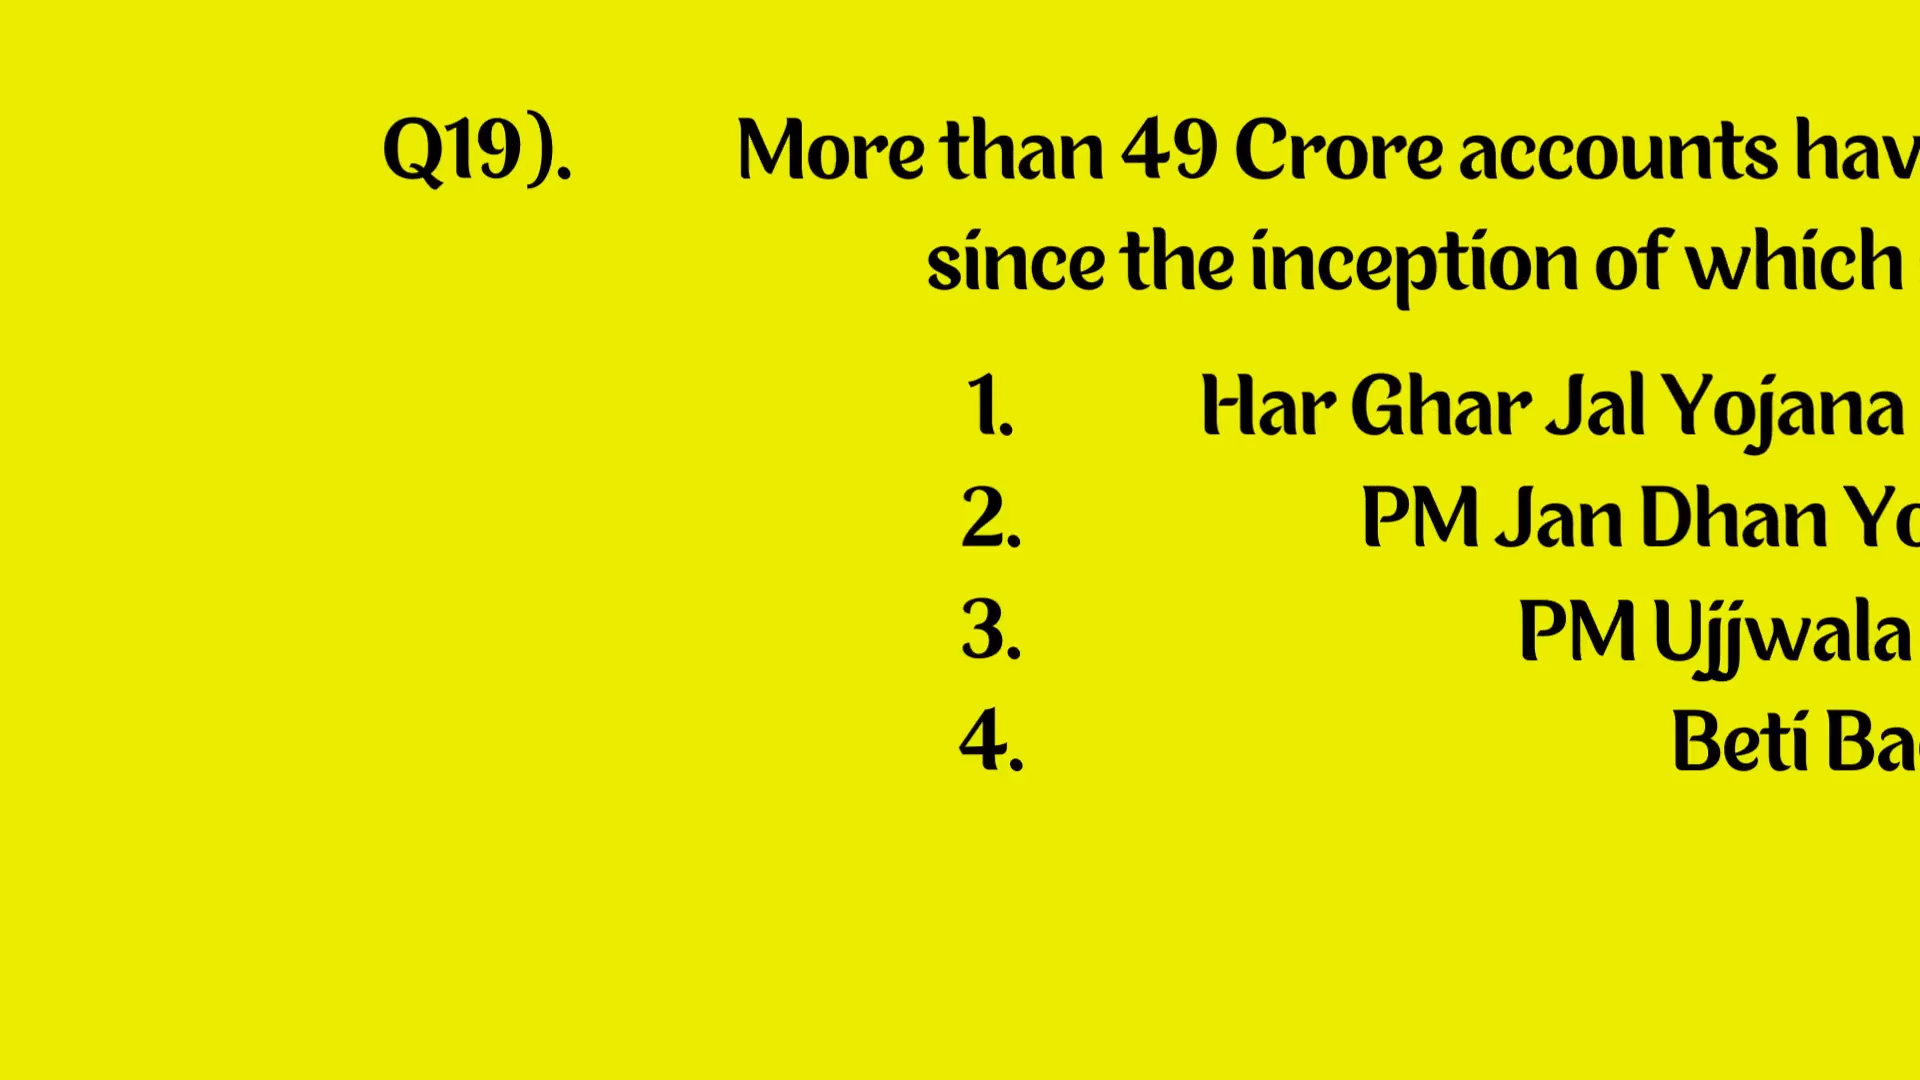 Q19). More than 49 Crore accounts hav
since the inception of which
1. Har Ghar Jal Yojana
2. PM Jan Dhan Yo
3. PM Ujjwala
4. Beti Ba